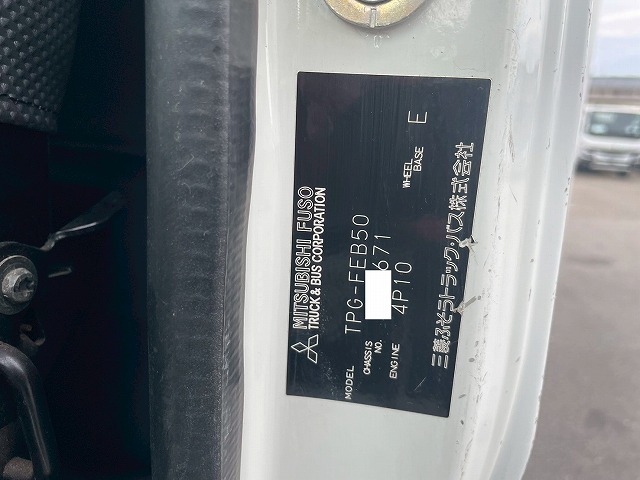 MITSUBISHI FUSO
TRUCK & BUS CORPORATION
MODEL TPG-FEB50
CHASSIS NO. 671
ENGINE 4P10
WHEEL BASE E
三菱ふそうトラック・バス株式会社